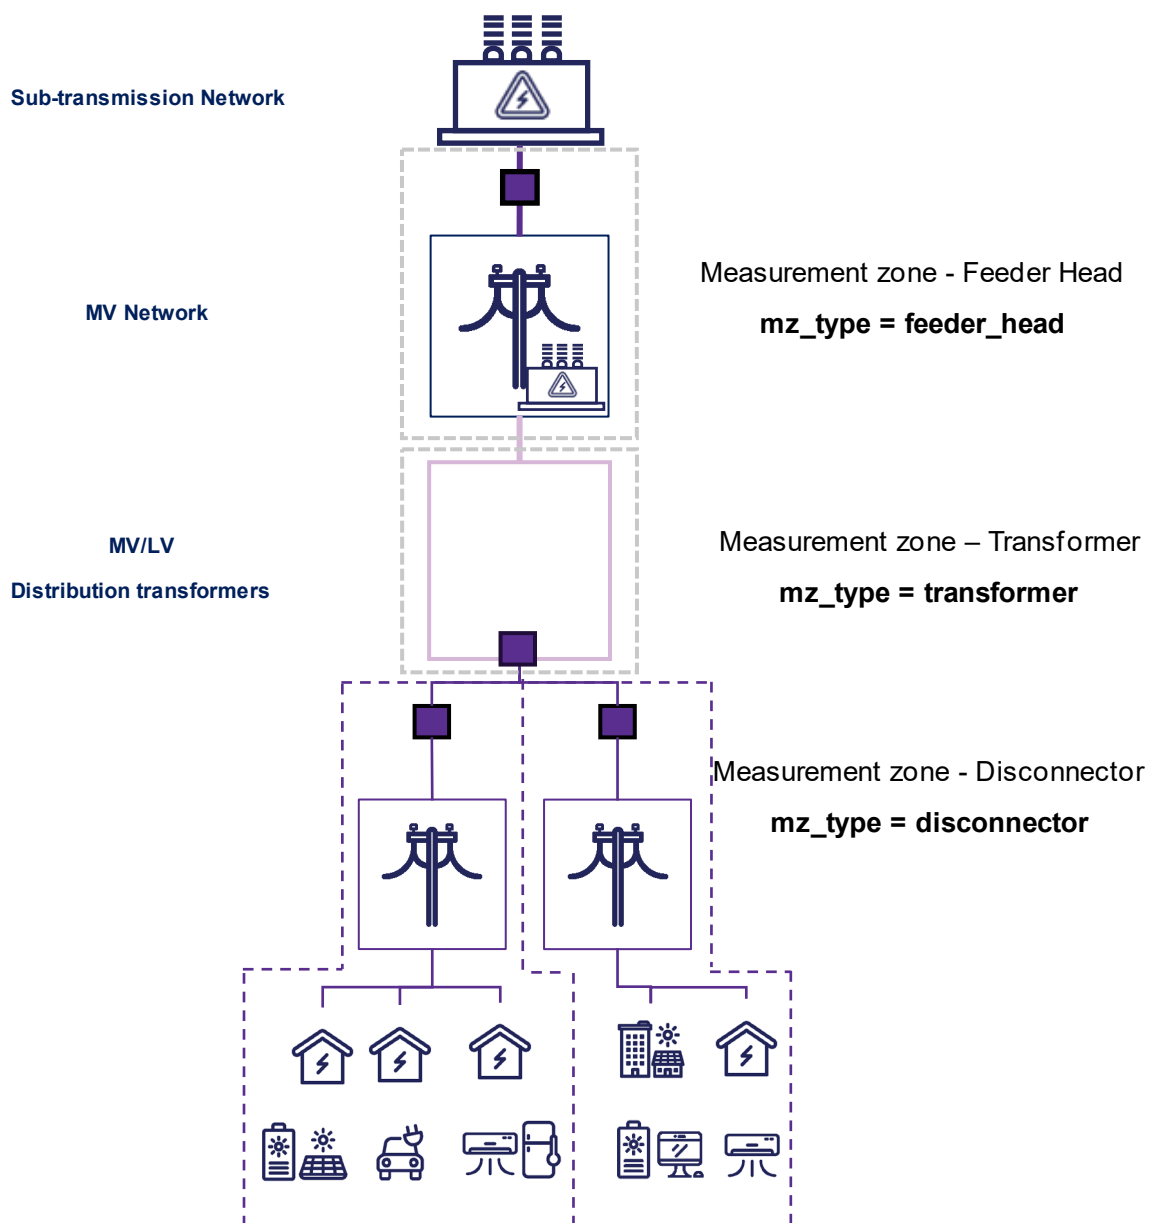 Sub-transmission Network
Measurement zone - Feeder Head
MV Network
mz_type = feeder_head
MV/LV
Distribution transformers
Measurement zone – Transformer
mz_type = transformer
Measurement zone - Disconnector
mz_type = disconnector